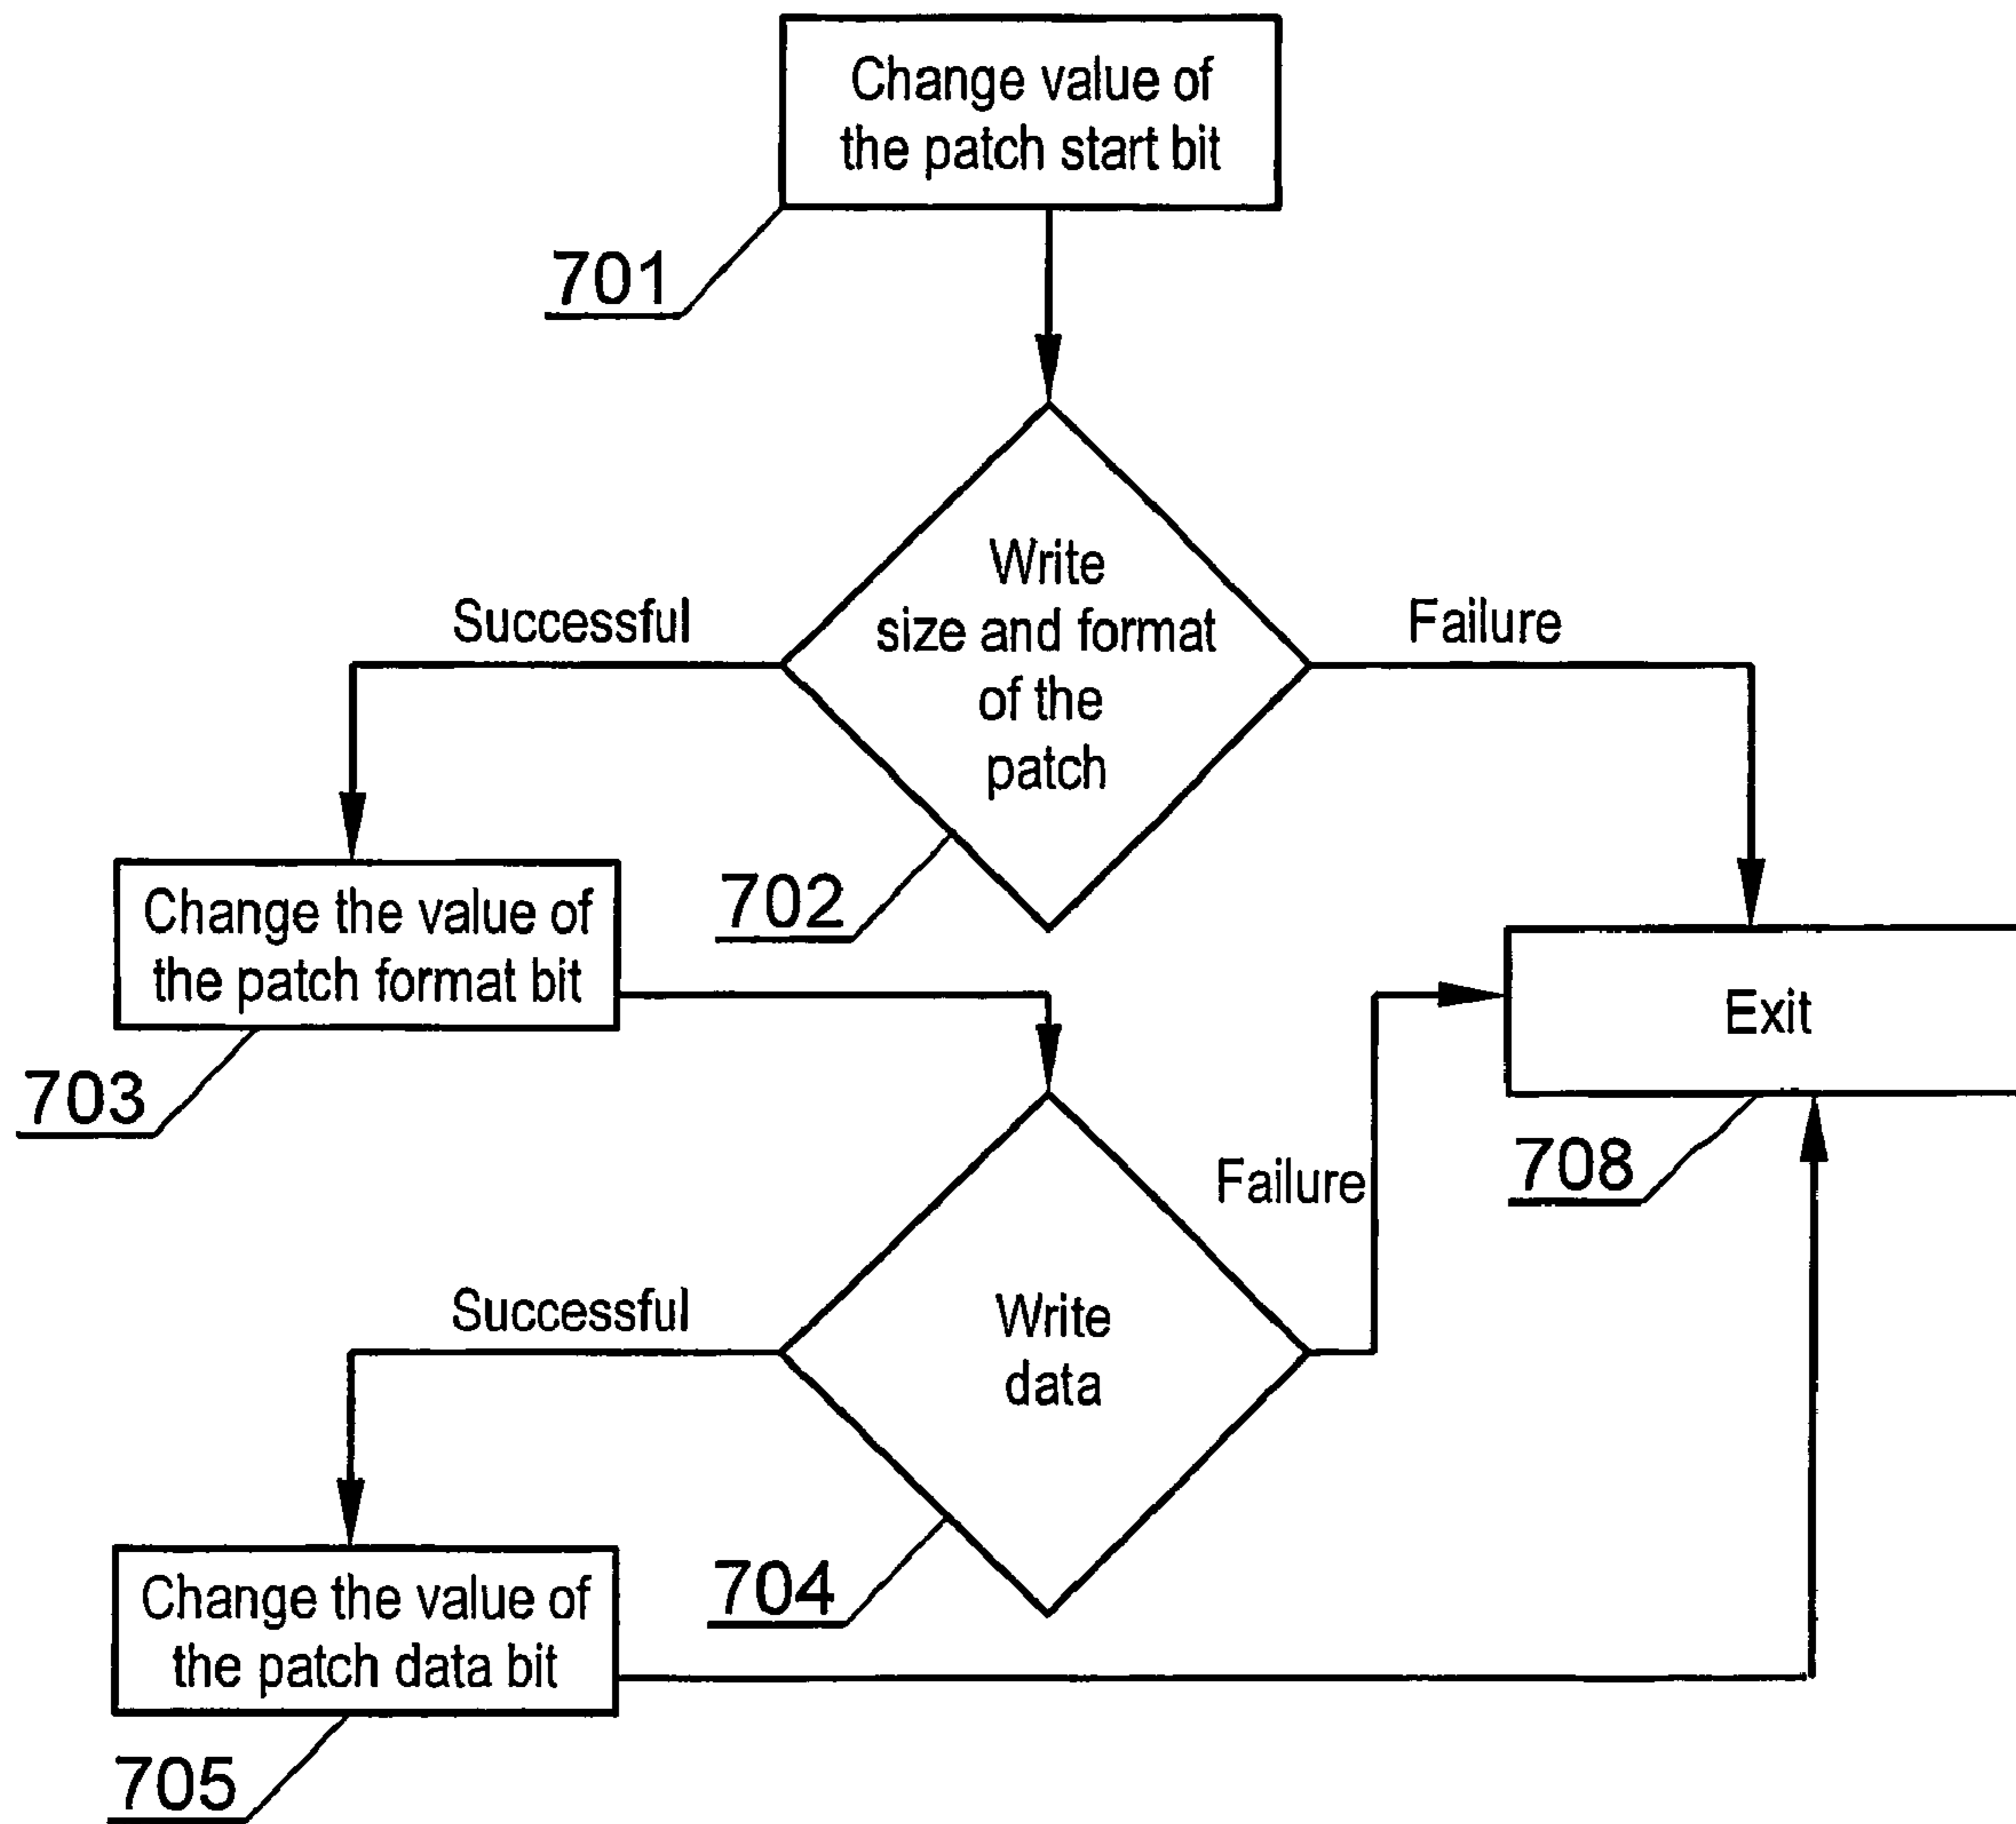 Change value of
the patch start bit
701
Write
size and format
of the
patch
Successful
Failure
702
Change the value of
the patch format bit
703
Exit
708
Failure
Successful
Write
data
704
Change the value of
the patch data bit
705